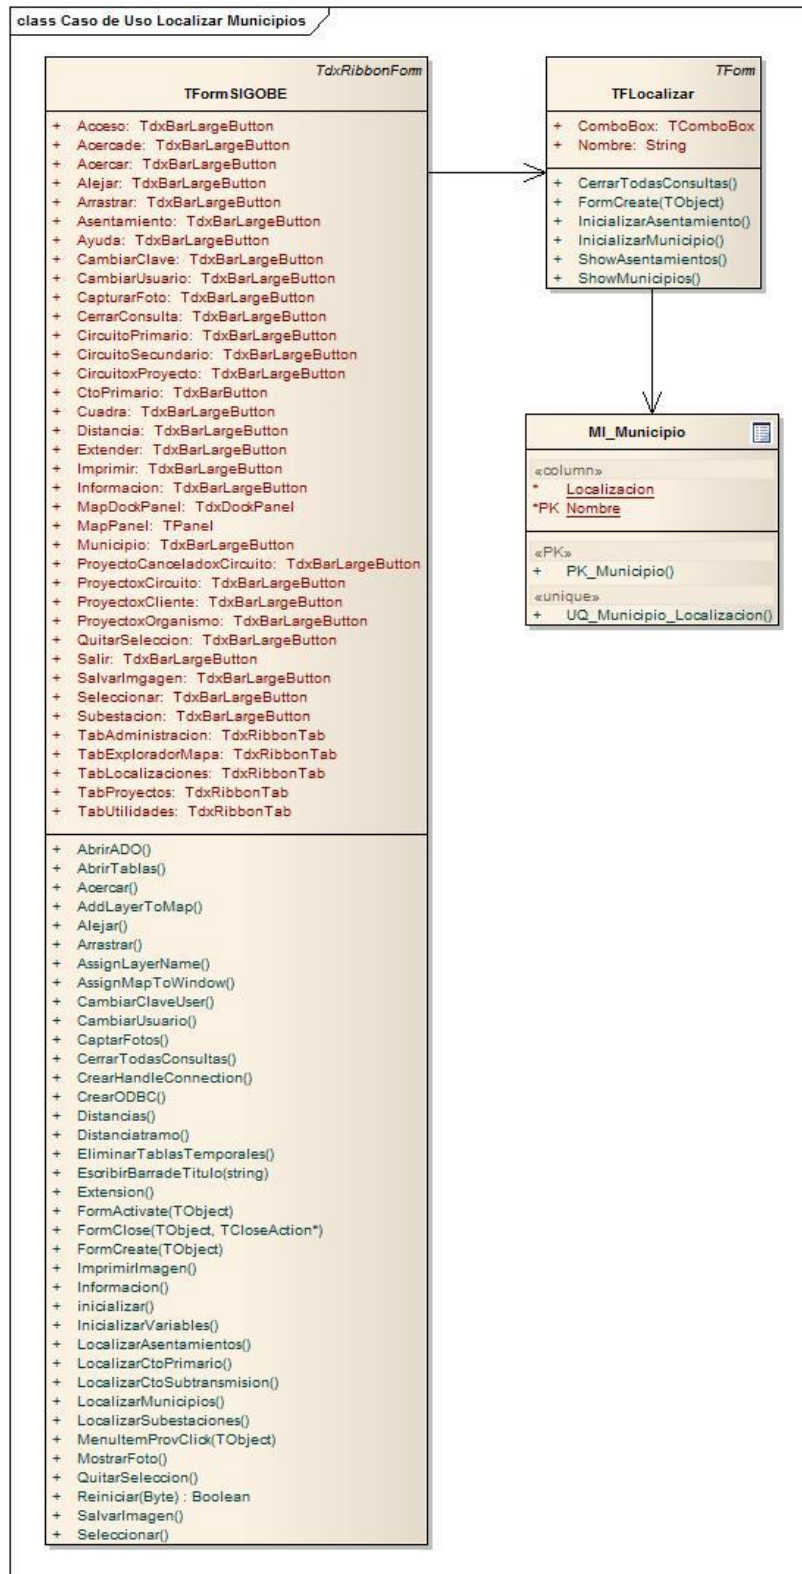 class Caso de Uso Localizar Municipios
TdxRibbonForm
TFormSIGOBE
+ Acceso: TdxBarLargeButton
+ Acercade: TdxBarLargeButton
+ Acercar: TdxBarLargeButton
+ Alejar: TdxBarLargeButton
+ Arrastrar: TdxBarLargeButton
+ Asentamiento: TdxBarLargeButton
+ Ayuda: TdxBarLargeButton
+ CambiarClave: TdxBarLargeButton
+ CambiarUsuario: TdxBarLargeButton
+ CapturarFoto: TdxBarLargeButton
+ CerrarConsulta: TdxBarLargeButton
+ CircuitoPrimario: TdxBarLargeButton
+ CircuitoSecundario: TdxBarLargeButton
+ CircuitoxProyecto: TdxBarLargeButton
+ CtoPrimario: TdxBarButton
+ Cuadra: TdxBarLargeButton
+ Distancia: TdxBarLargeButton
+ Extender: TdxBarLargeButton
+ Imprimir: TdxBarLargeButton
+ Informacion: TdxBarLargeButton
+ MapDockPanel: TdxDockPanel
+ MapPanel: TPanel
+ Municipio: TdxBarLargeButton
+ ProyectoCanceladoxCircuito: TdxBarLargeButton
+ ProyectoxCircuito: TdxBarLargeButton
+ ProyectoxCliente: TdxBarLargeButton
+ ProyectoxOrganismo: TdxBarLargeButton
+ QuitarSeleccion: TdxBarLargeButton
+ Salir: TdxBarLargeButton
+ SalvarImgagen: TdxBarLargeButton
+ Seleccionar: TdxBarLargeButton
+ Subestacion: TdxBarLargeButton
+ TabAdministracion: TdxRibbonTab
+ TabExploradorMapa: TdxRibbonTab
+ TabLocalizaciones: TdxRibbonTab
+ TabProyectos: TdxRibbonTab
+ TabUtilidades: TdxRibbonTab
+ AbrirADO()
+ AbrirTablas()
+ Acercar()
+ AddLayerToMap()
+ Alejar()
+ Arrastrar()
+ AssignLayerName()
+ AssignMapToWindow()
+ CambiarClaveUser()
+ CambiarUsuario()
+ CaptarFotos()
+ CerrarTodasConsultas()
+ CrearHandleConnection()
+ CrearODBC()
+ Distancias()
+ Distanciatramo()
+ EliminarTablasTemporales()
+ EscribirBarradeTitulo(string)
+ Extension()
+ FormActivate(TObject)
+ FormClose(TObject, TCloseAction*)
+ FormCreate(TObject)
+ ImprimirImagen()
+ Informacion()
+ inicializar()
+ InicializarVariables()
+ LocalizarAsentamientos()
+ LocalizarCtoPrimario()
+ LocalizarCtoSubtransmision()
+ LocalizarMunicipios()
+ LocalizarSubestaciones()
+ MenuItemProvClick(TObject)
+ MostrarFoto()
+ QuitarSeleccion()
+ Reiniciar(Byte) : Boolean
+ SalvarImagen()
+ Seleccionar()
TForm
TFLocalizar
+ ComboBox: TComboBox
+ Nombre: String
+ CerrarTodasConsultas()
+ FormCreate(TObject)
+ InicializarAsentamiento()
+ InicializarMunicipio()
+ ShowAsentamientos()
+ ShowMunicipios()
MI_Municipio
«column»
* Localizacion
*PK Nombre
«PK»
+ PK_Municipio()
«unique»
+ UQ_Municipio_Localizacion()